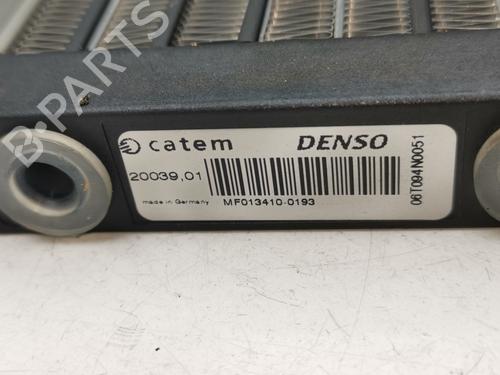 catem DENSO
20039,01
made in Germany MF013410-0193
06T094N0051
B-PARTS